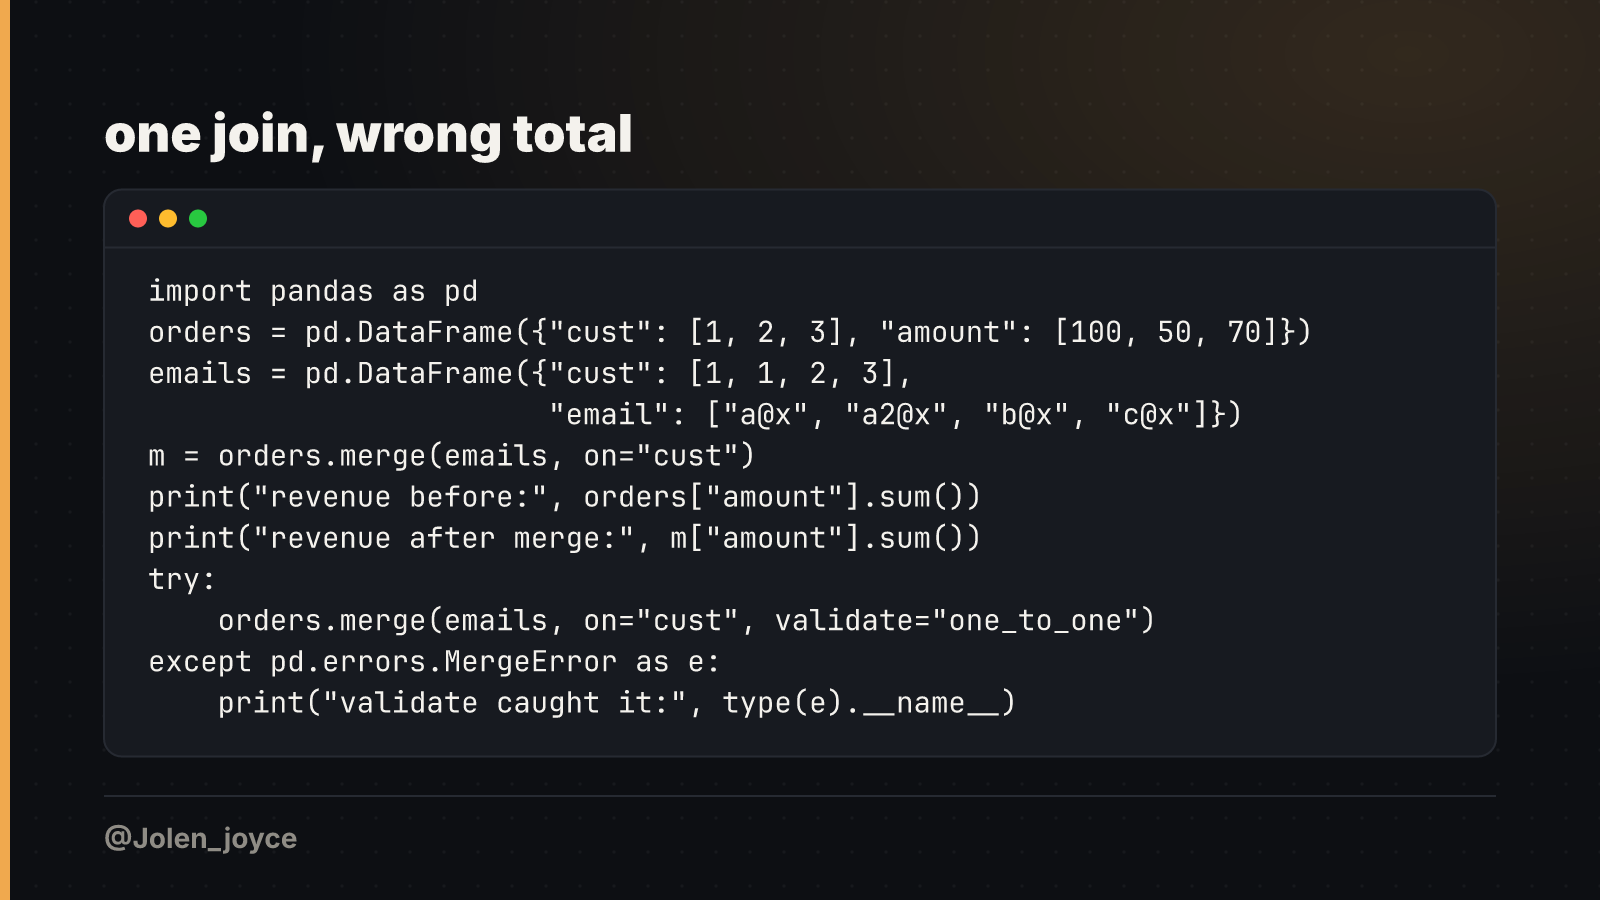 one join, wrong total
import pandas as pd
orders = pd.DataFrame({"cust": [1, 2, 3], "amount": [100, 50, 70]})
emails = pd.DataFrame({"cust": [1, 1, 2, 3],
                       "email": ["a@x", "a2@x", "b@x", "c@x"]})
m = orders.merge(emails, on="cust")
print("revenue before:", orders["amount"].sum())
print("revenue after merge:", m["amount"].sum())
try:
    orders.merge(emails, on="cust", validate="one_to_one")
except pd.errors.MergeError as e:
    print("validate caught it:", type(e).__name__)
@Jolen_joyce